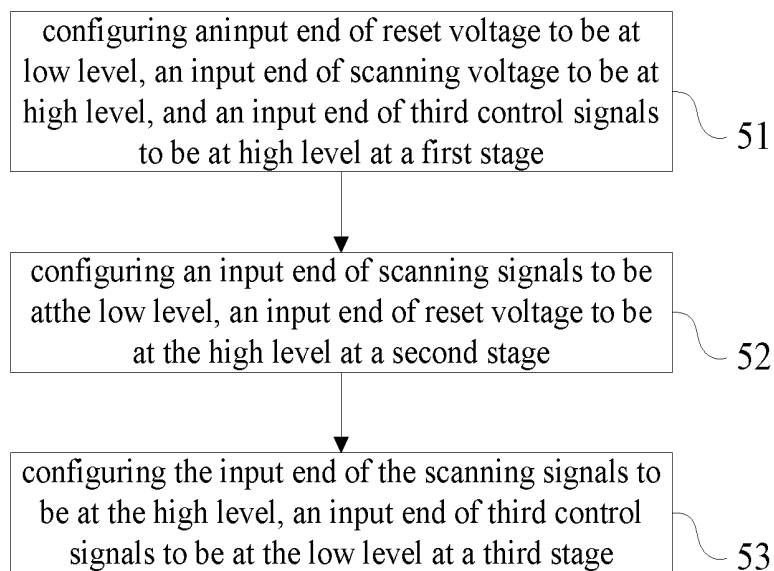 configuring aninput end of reset voltage to be at
low level, an input end of scanning voltage to be at
high level, and an input end of third control signals
to be at high level at a first stage
51
configuring an input end of scanning signals to be
atthe low level, an input end of reset voltage to be
at the high level at a second stage
52
configuring the input end of the scanning signals to
be at the high level, an input end of third control
signals to be at the low level at a third stage
53